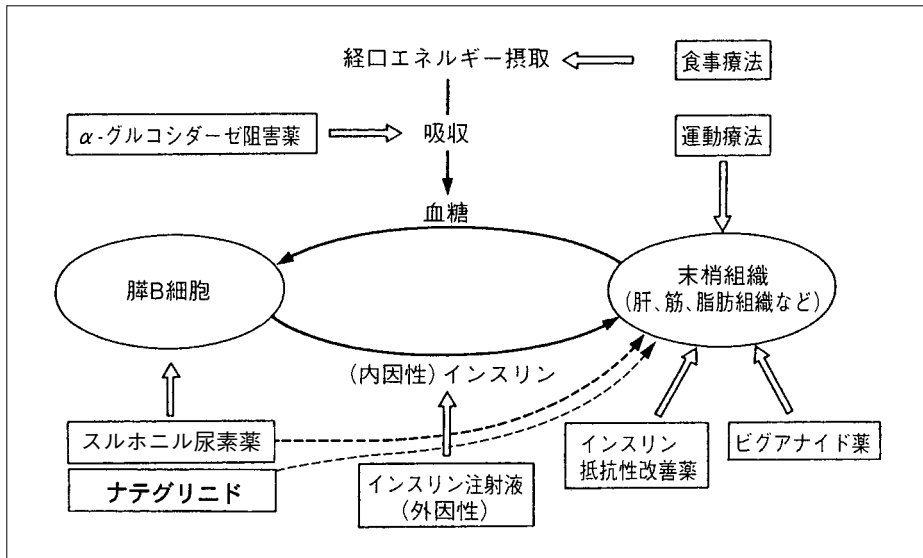 経口エネルギー摂取
食事療法
α-グルコシダーゼ阻害薬
吸収
運動療法
血糖
膵B細胞
末梢組織
(肝、筋、脂肪組織など)
(内因性)インスリン
スルホニル尿素薬
ナテグリニド
インスリン注射液
(外因性)
インスリン
抵抗性改善薬
ビグアナイド薬